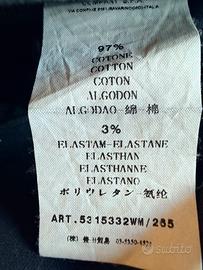 97%
COTONE
COTTON
COTON
ALGODON
ALGODAO-綿-棉
3%
ELASTAM-ELASTANE
ELASTHAN
ELASTHANNE
ELASTANO
ポリウレタン-氨纶
ART.5315332WM/285
Subito